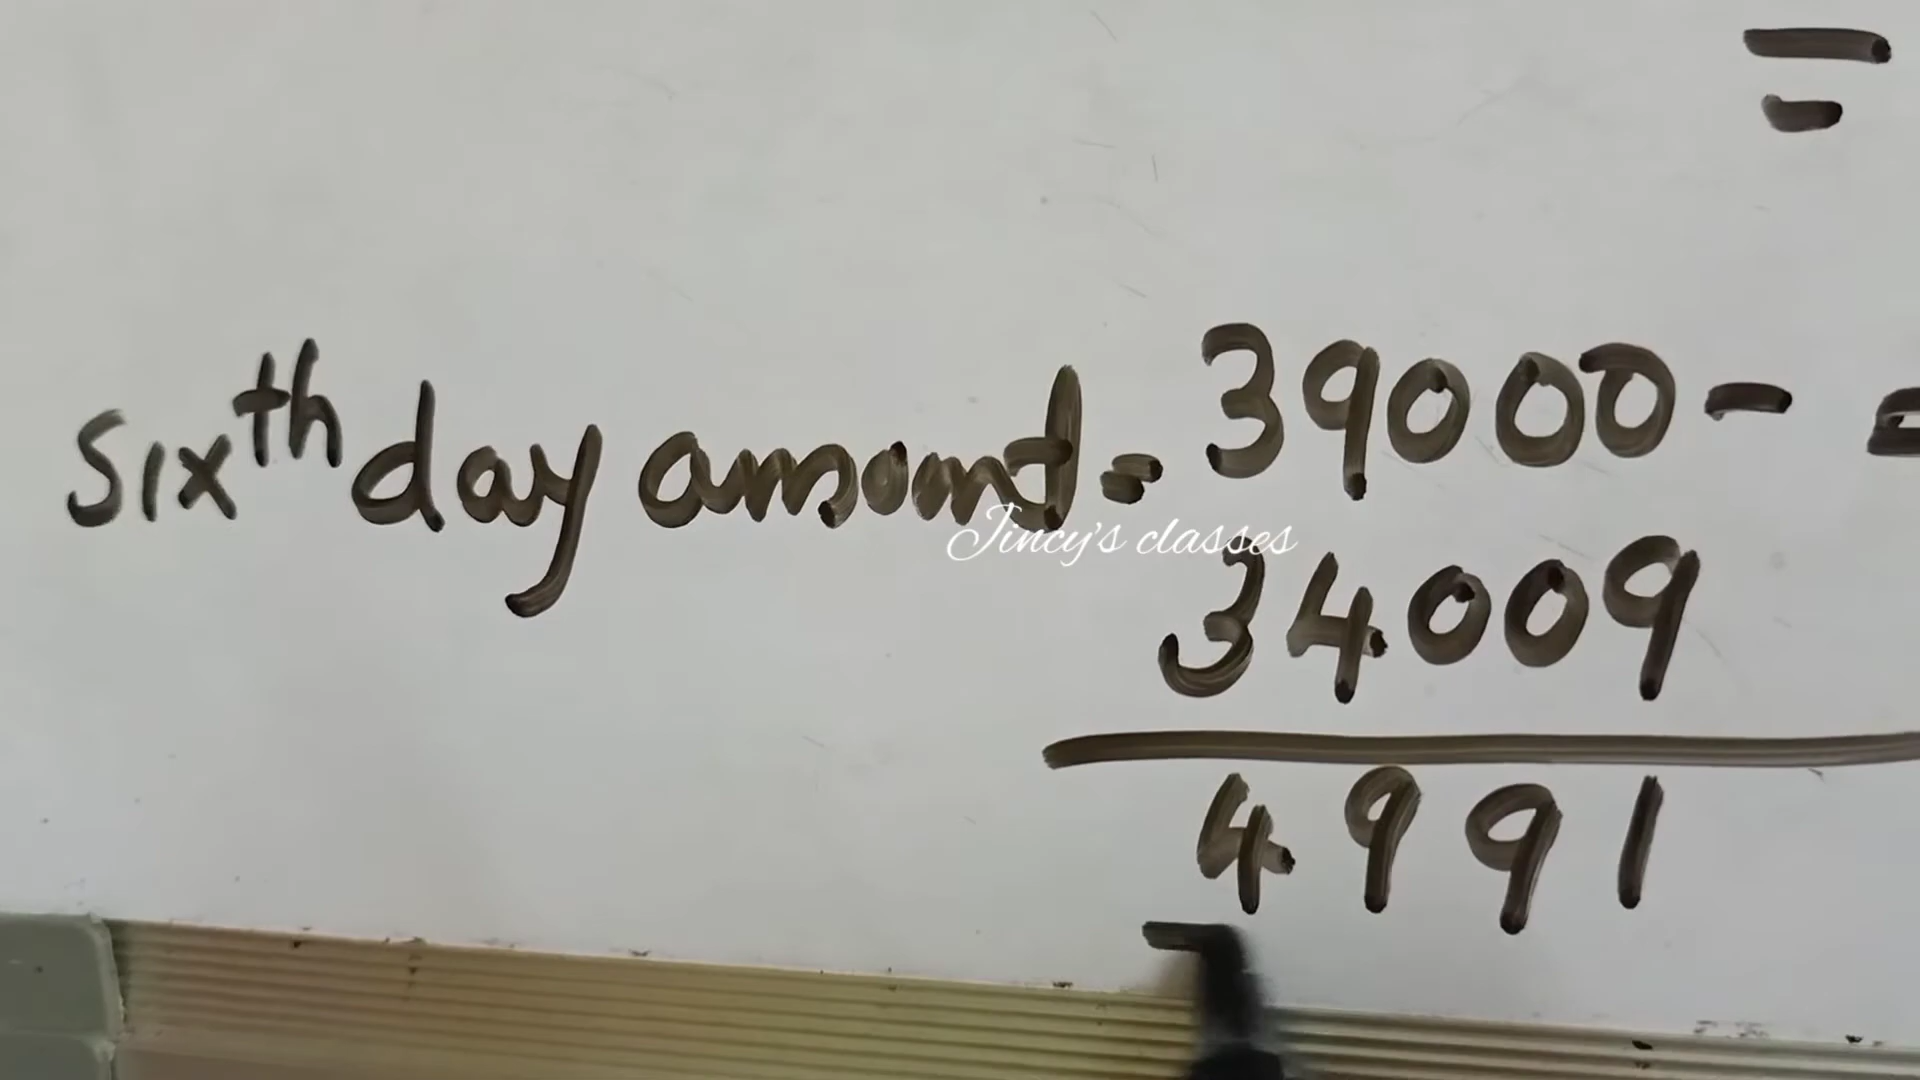 =
sixth day amount = 39000 -
Jincy's classes
34009
4991